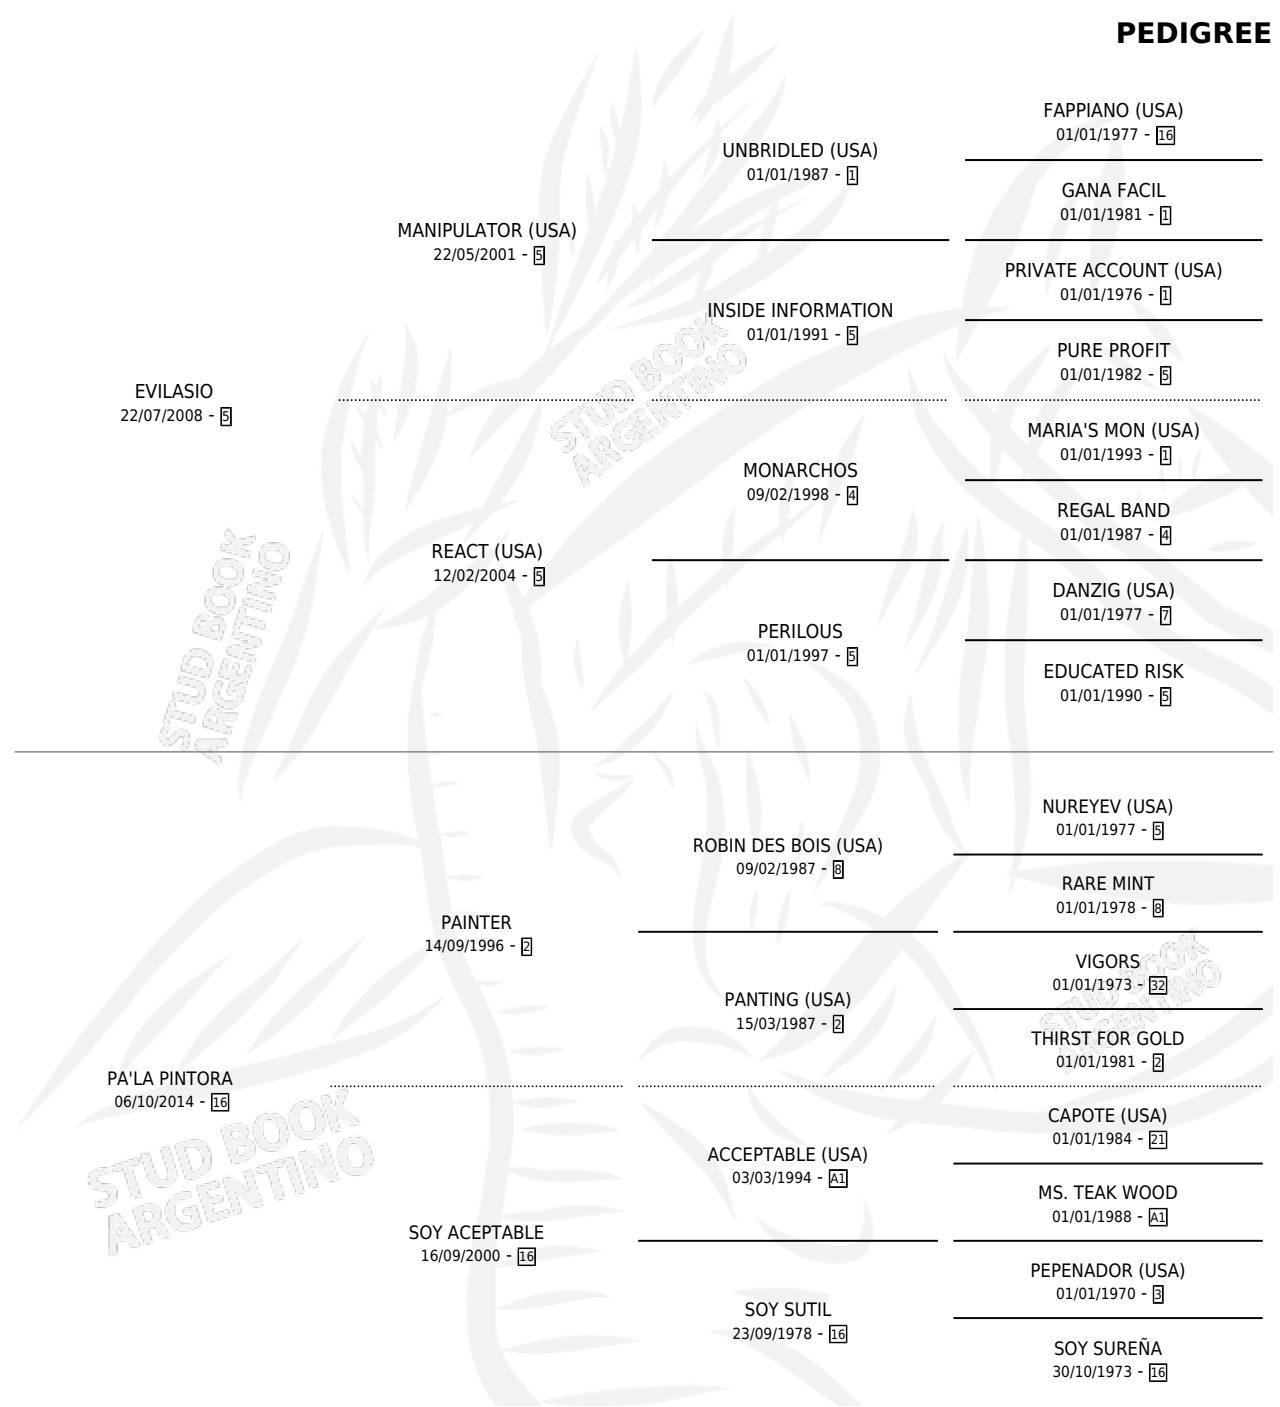 PEDIGREE
FAPPIANO (USA)
01/01/1977 - 16
UNBRIDLED (USA)
01/01/1987 - 1
GANA FACIL
01/01/1981 - 1
MANIPULATOR (USA)
22/05/2001 - 5
PRIVATE ACCOUNT (USA)
01/01/1976 - 1
INSIDE INFORMATION
01/01/1991 - 5
PURE PROFIT
01/01/1982 - 5
EVILASIO
22/07/2008 - 5
STUD BOOK
ARGENTINO
MARIA'S MON (USA)
01/01/1993 - 1
MONARCHOS
09/02/1998 - 4
REGAL BAND
01/01/1987 - 4
REACT (USA)
12/02/2004 - 5
DANZIG (USA)
01/01/1977 - 7
PERILOUS
01/01/1997 - 5
EDUCATED RISK
01/01/1990 - 5
STUD BOOK
ARGENTINO
NUREYEV (USA)
01/01/1977 - 5
ROBIN DES BOIS (USA)
09/02/1987 - 8
RARE MINT
01/01/1978 - 8
PAINTER
14/09/1996 - 2
VIGORS
01/01/1973 - 32
PANTING (USA)
15/03/1987 - 2
STUD BOOK
ARGENTINO
THIRST FOR GOLD
01/01/1981 - 2
PA'LA PINTORA
06/10/2014 - 16
CAPOTE (USA)
01/01/1984 - 21
ACCEPTABLE (USA)
03/03/1994 - A1
MS. TEAK WOOD
01/01/1988 - A1
STUD BOOK
ARGENTINO
SOY ACEPTABLE
16/09/2000 - 16
PEPENADOR (USA)
01/01/1970 - 3
SOY SUTIL
23/09/1978 - 16
SOY SUREÑA
30/10/1973 - 16